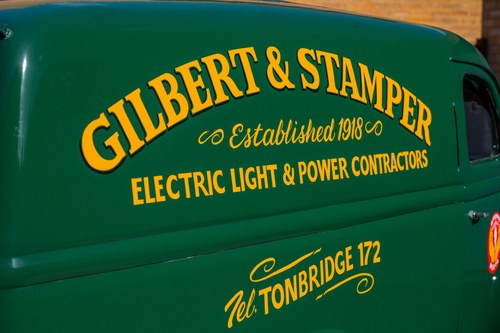 GILBERT & STAMPER
Established 1918
ELECTRIC LIGHT & POWER CONTRACTORS
Tel. TONBRIDGE 172